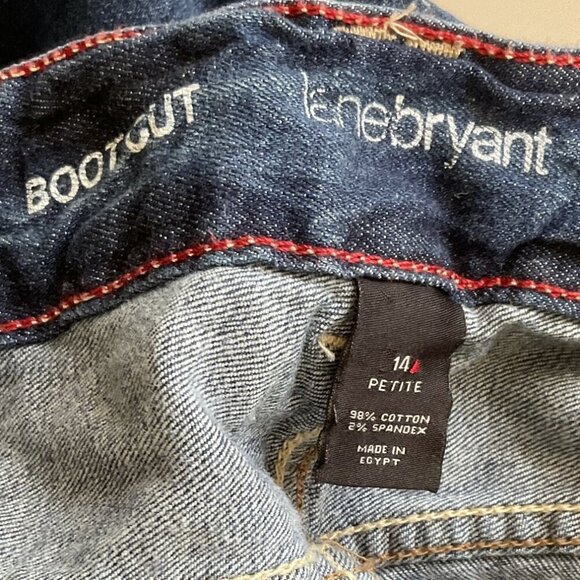 BOOTCUT
lanebryant
14
PETITE
98% COTTON
2% SPANDEX
MADE IN
EGYPT